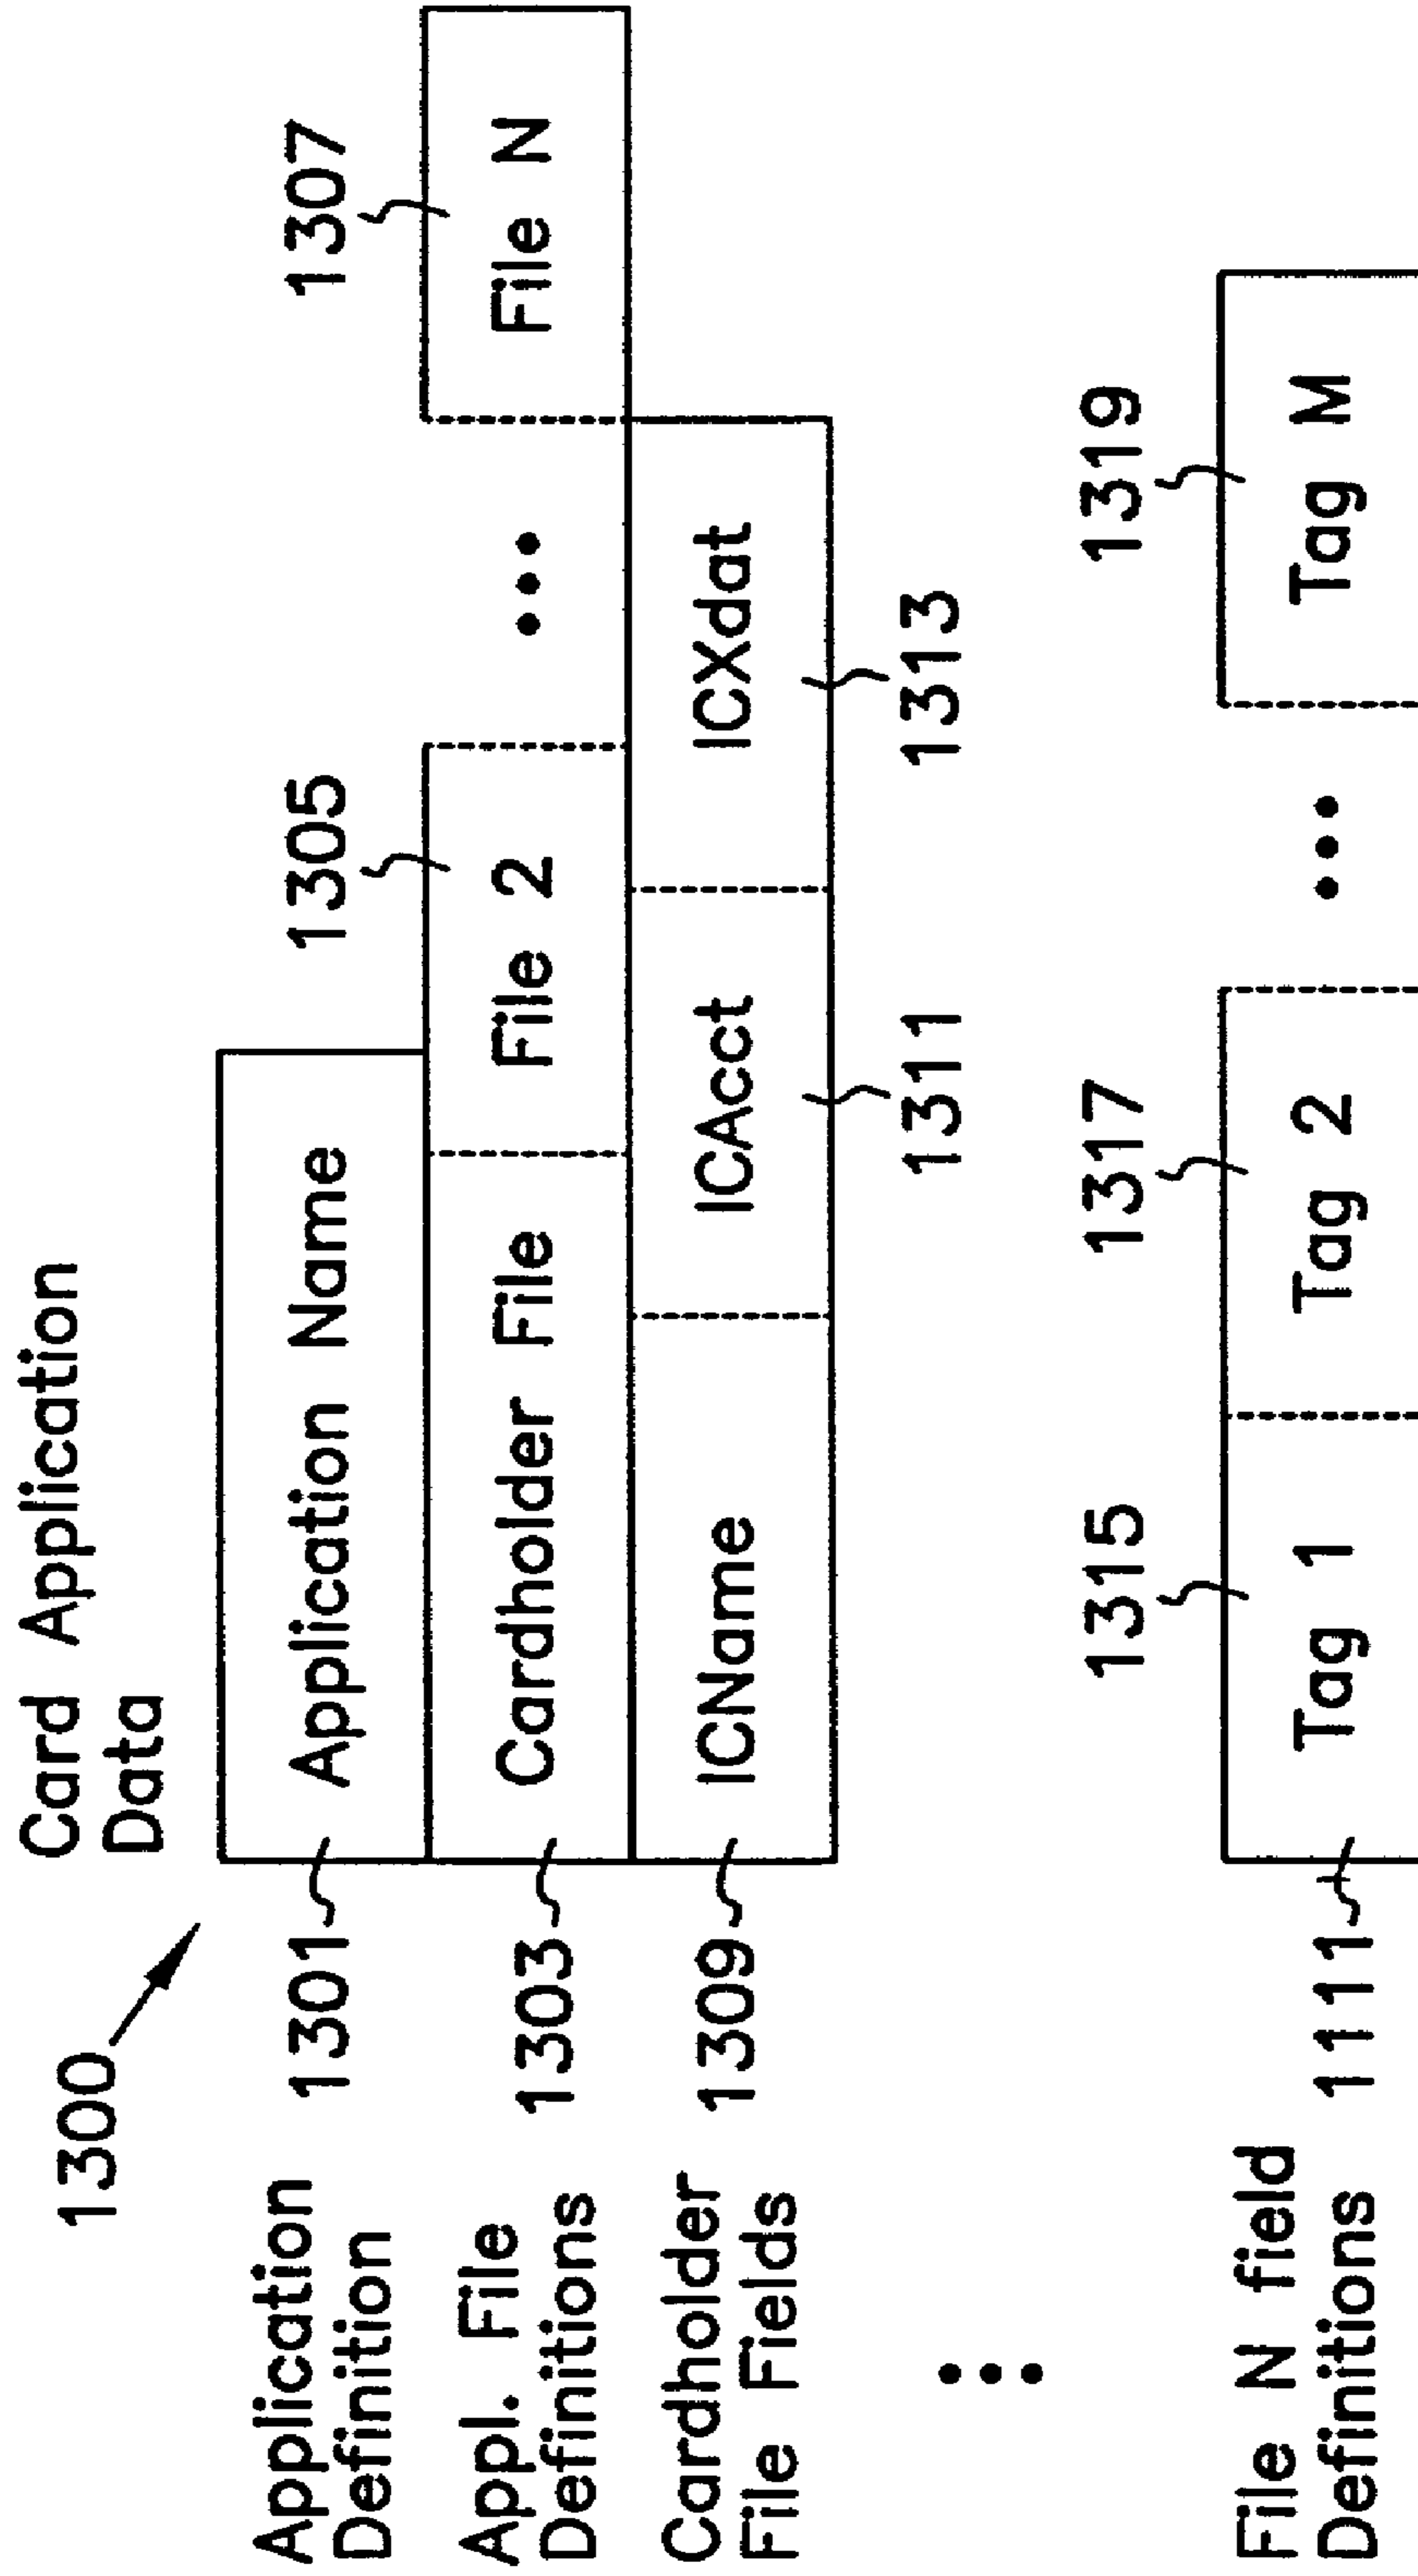 Card Application
Data
1300
Application
Definition
1301
Application Name
Appl. File
Definitions
1303
Cardholder File
1305
File 2
•••
1307
File N
Cardholder
File Fields
1309
ICName
ICAcct
1311
ICXdat
1313
•••
File N field
Definitions
1111
1315
Tag 1
1317
Tag 2
•••
1319
Tag M